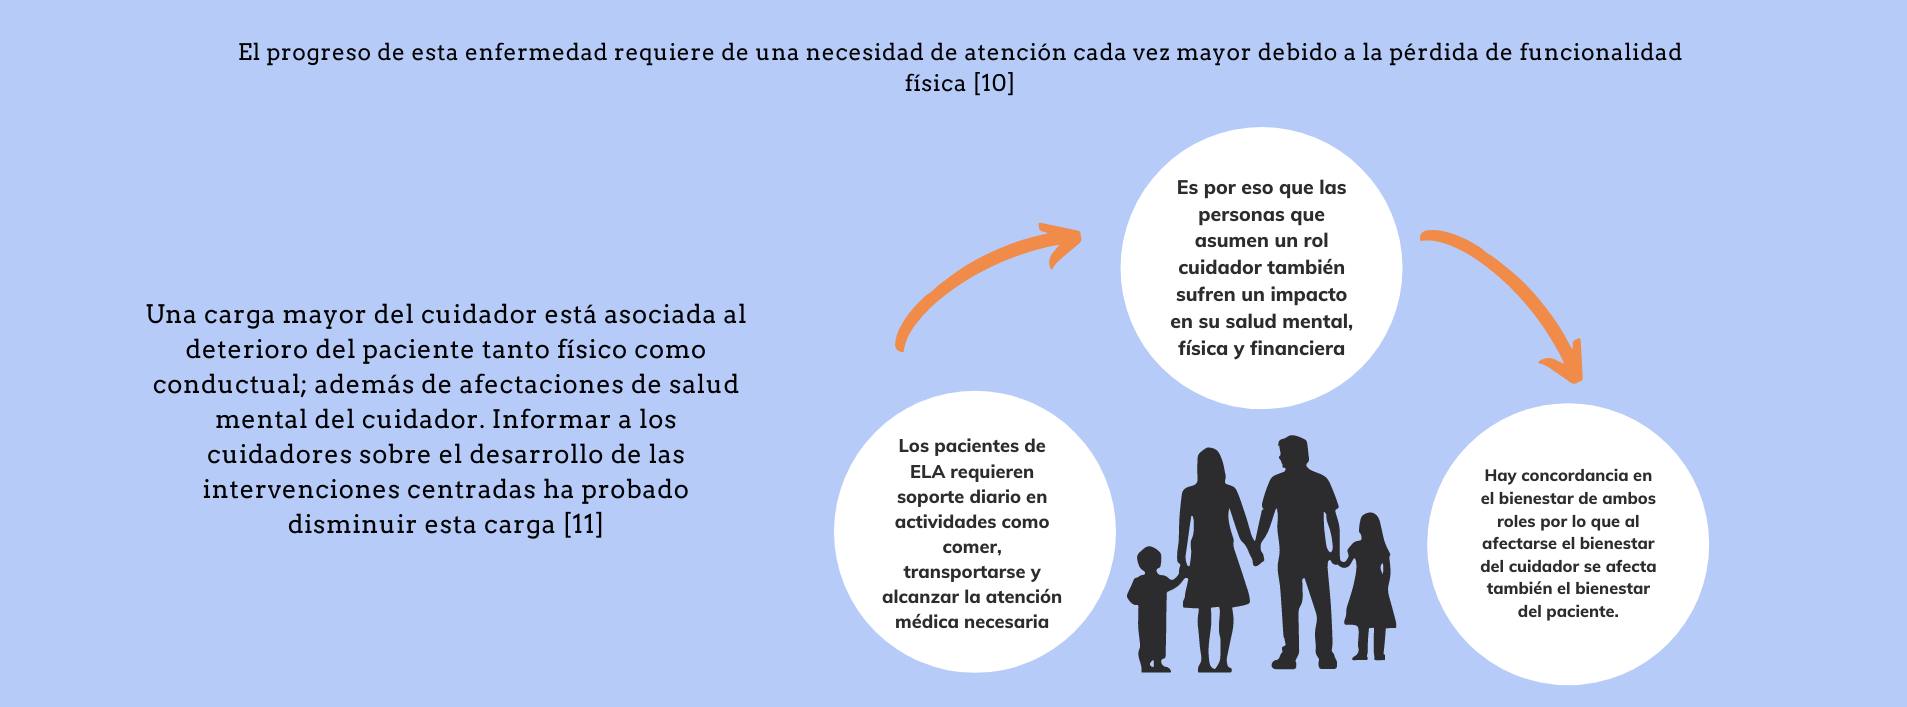 El progreso de esta enfermedad requiere de una necesidad de atención cada vez mayor debido a la pérdida de funcionalidad
física [10]
Una carga mayor del cuidador está asociada al
deterioro del paciente tanto físico como
conductual; además de afectaciones de salud
mental del cuidador. Informar a los
cuidadores sobre el desarrollo de las
intervenciones centradas ha probado
disminuir esta carga [11]
Los pacientes de
ELA requieren
soporte diario en
actividades como
comer,
transportarse y
alcanzar la atención
médica necesaria
Es por eso que las
personas que
asumen un rol
cuidador también
sufren un impacto
en su salud mental,
física y financiera
Hay concordancia en
el bienestar de ambos
roles por lo que al
afectarse el bienestar
del cuidador se afecta
también el bienestar
del paciente.